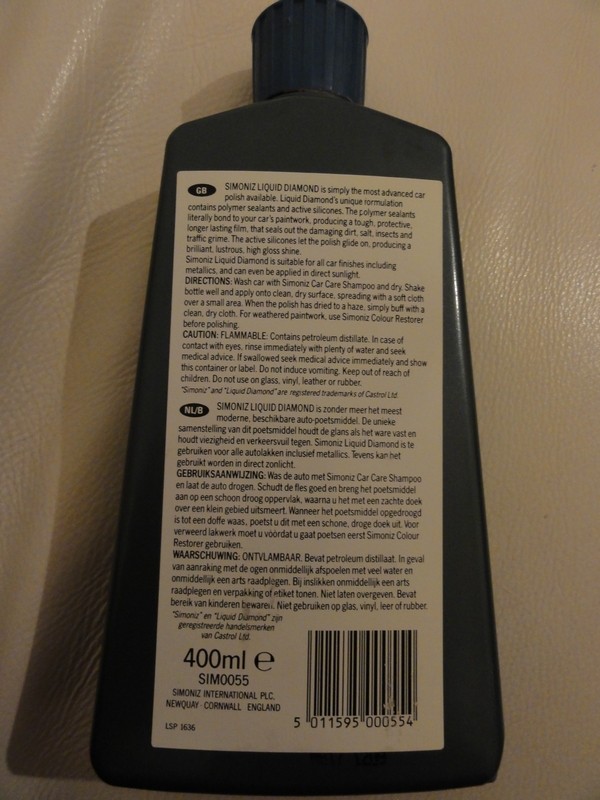 GB SIMONIZ LIQUID DIAMOND is simply the most advanced car
polish available. Liquid Diamond's unique formulation
contains polymer sealants and active silicones. The polymer sealants
literally bond to your car's paintwork, producing a tough, protective,
longer lasting film, that seals out the damaging dirt, salt, insects and
traffic grime. The active silicones let the polish glide on, producing a
brilliant, lustrous, high gloss shine.
Simoniz Liquid Diamond is suitable for all car finishes including
metallics, and can even be applied in direct sunlight.
DIRECTIONS: Wash car with Simoniz Car Care Shampoo and dry. Shake
bottle well and apply onto clean, dry surface, spreading with a soft cloth
over a small area. When the polish has dried to a haze, simply buff with a
clean, dry cloth. For weathered paintwork, use Simoniz Colour Restorer
before polishing.
CAUTION: FLAMMABLE: Contains petroleum distillate. In case of
contact with eyes, rinse immediately with plenty of water and seek
medical advice. If swallowed seek medical advice immediately and show
this container or label. Do not induce vomiting. Keep out of reach of
children. Do not use on glass, vinyl, leather or rubber.
"Simoniz" and "Liquid Diamond" are registered trademarks of Castrol Ltd.
NL/B SIMONIZ LIQUID DIAMOND is zonder meer het meest
moderne, beschikbare auto-poetsmiddel. De unieke
samenstelling van dit poetsmiddel houdt de glans als het ware vast en
houdt viezigheid en verkeersvuil tegen. Simoniz Liquid Diamond is te
gebruiken voor alle autolakken inclusief metallics. Tevens kan het
gebruikt worden in direct zonlicht.
GEBRUIKSAANWIJZING: Was de auto met Simoniz Car Care Shampoo
en laat de auto drogen. Schudt de fles goed en breng het poetsmiddel
aan op een schoon droog oppervlak, waarna u het met een zachte doek
over een klein gebied uitsmeert. Wanneer het poetsmiddel opgedroogd
is tot een doffe waas, poetst u dit met een schone, droge doek uit. Voor
verweerd lakwerk moet u voordat u gaat poetsen eerst Simoniz Colour
Restorer gebruiken.
WAARSCHUWING: ONTVLAMBAAR. Bevat petroleum distillaat. In geval
van aanraking met de ogen onmiddellijk afspoelen met veel water en
onmiddellijk een arts raadplegen. Bij inslikken onmiddellijk een arts
raadplegen en verpakking of etiket tonen. Niet laten overgeven. Bevat
bereik van kinderen bewaren. Niet gebruiken op glas, vinyl, leer of rubber.
"Simoniz" en "Liquid Diamond" zijn
geregistreerde handelsmerken
van Castrol Ltd.
400ml e
SIM0055
SIMONIZ INTERNATIONAL PLC.
NEWQUAY · CORNWALL ENGLAND
LSP 1636
5 011595 000554